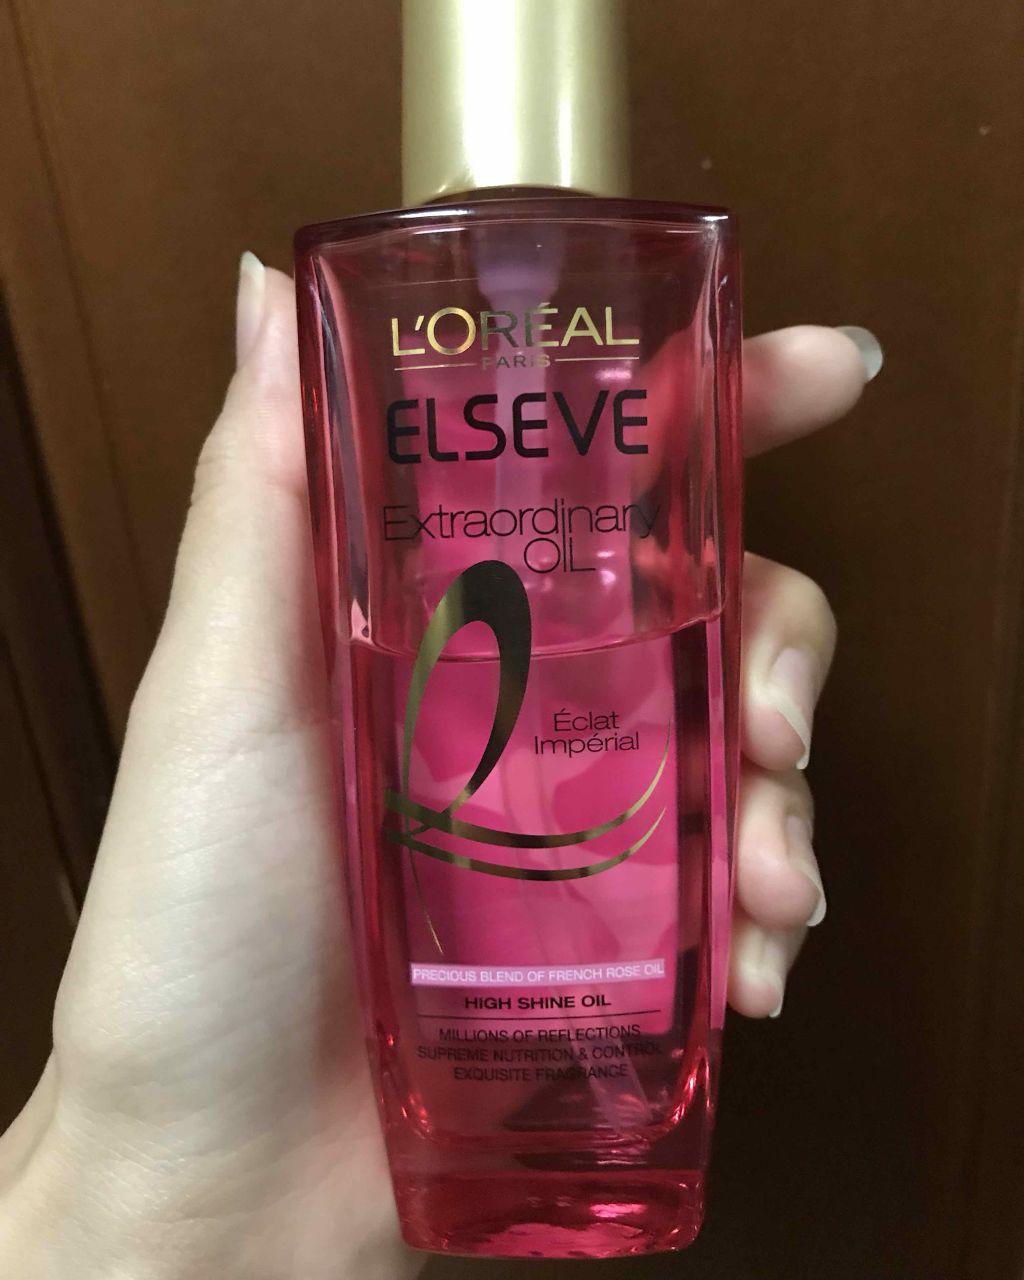 L'ORÉAL
PARIS
ELSEVE
Extraordinary
OIL
Éclat
Impérial
PRECIOUS BLEND OF FRENCH ROSE OIL
HIGH SHINE OIL
MILLIONS OF REFLECTIONS
SUPREME NUTRITION & CONTROL
EXQUISITE FRAGRANCE